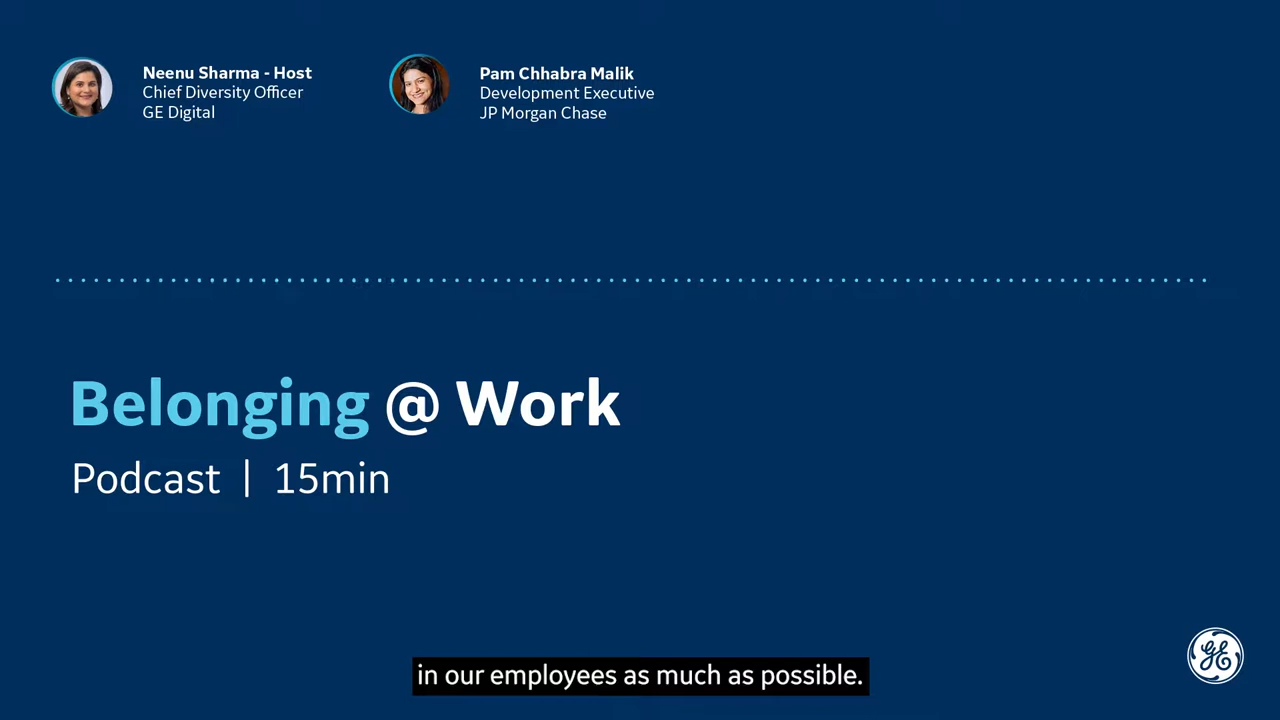 Neenu Sharma - Host
Chief Diversity Officer
GE Digital
Pam Chhabra Malik
Development Executive
JP Morgan Chase
Belonging @ Work
Podcast | 15min
in our employees as much as possible.
GE